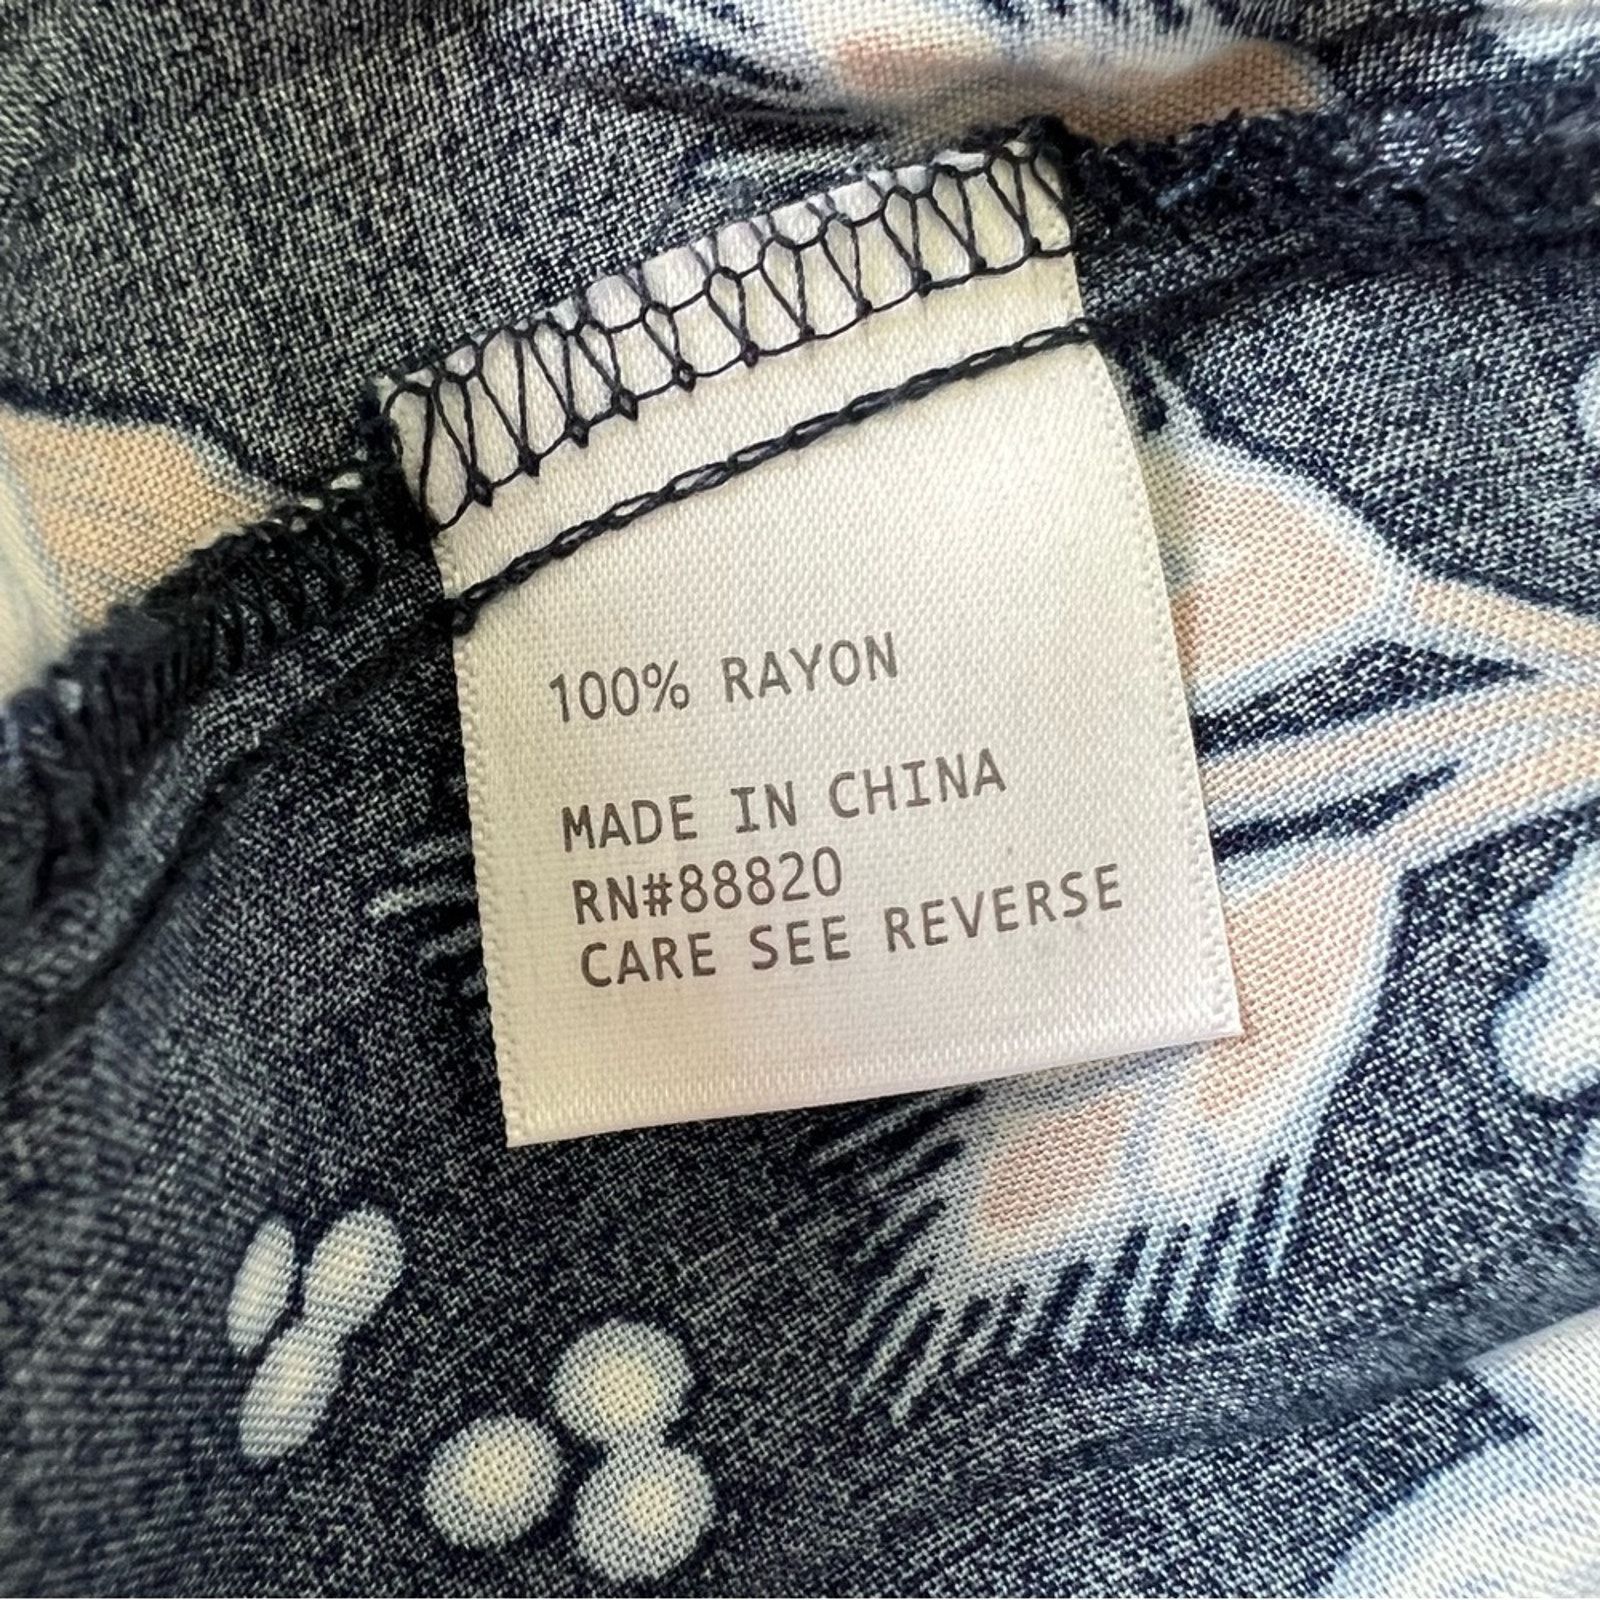 100% RAYON
MADE IN CHINA
RN#88820
CARE SEE REVERSE